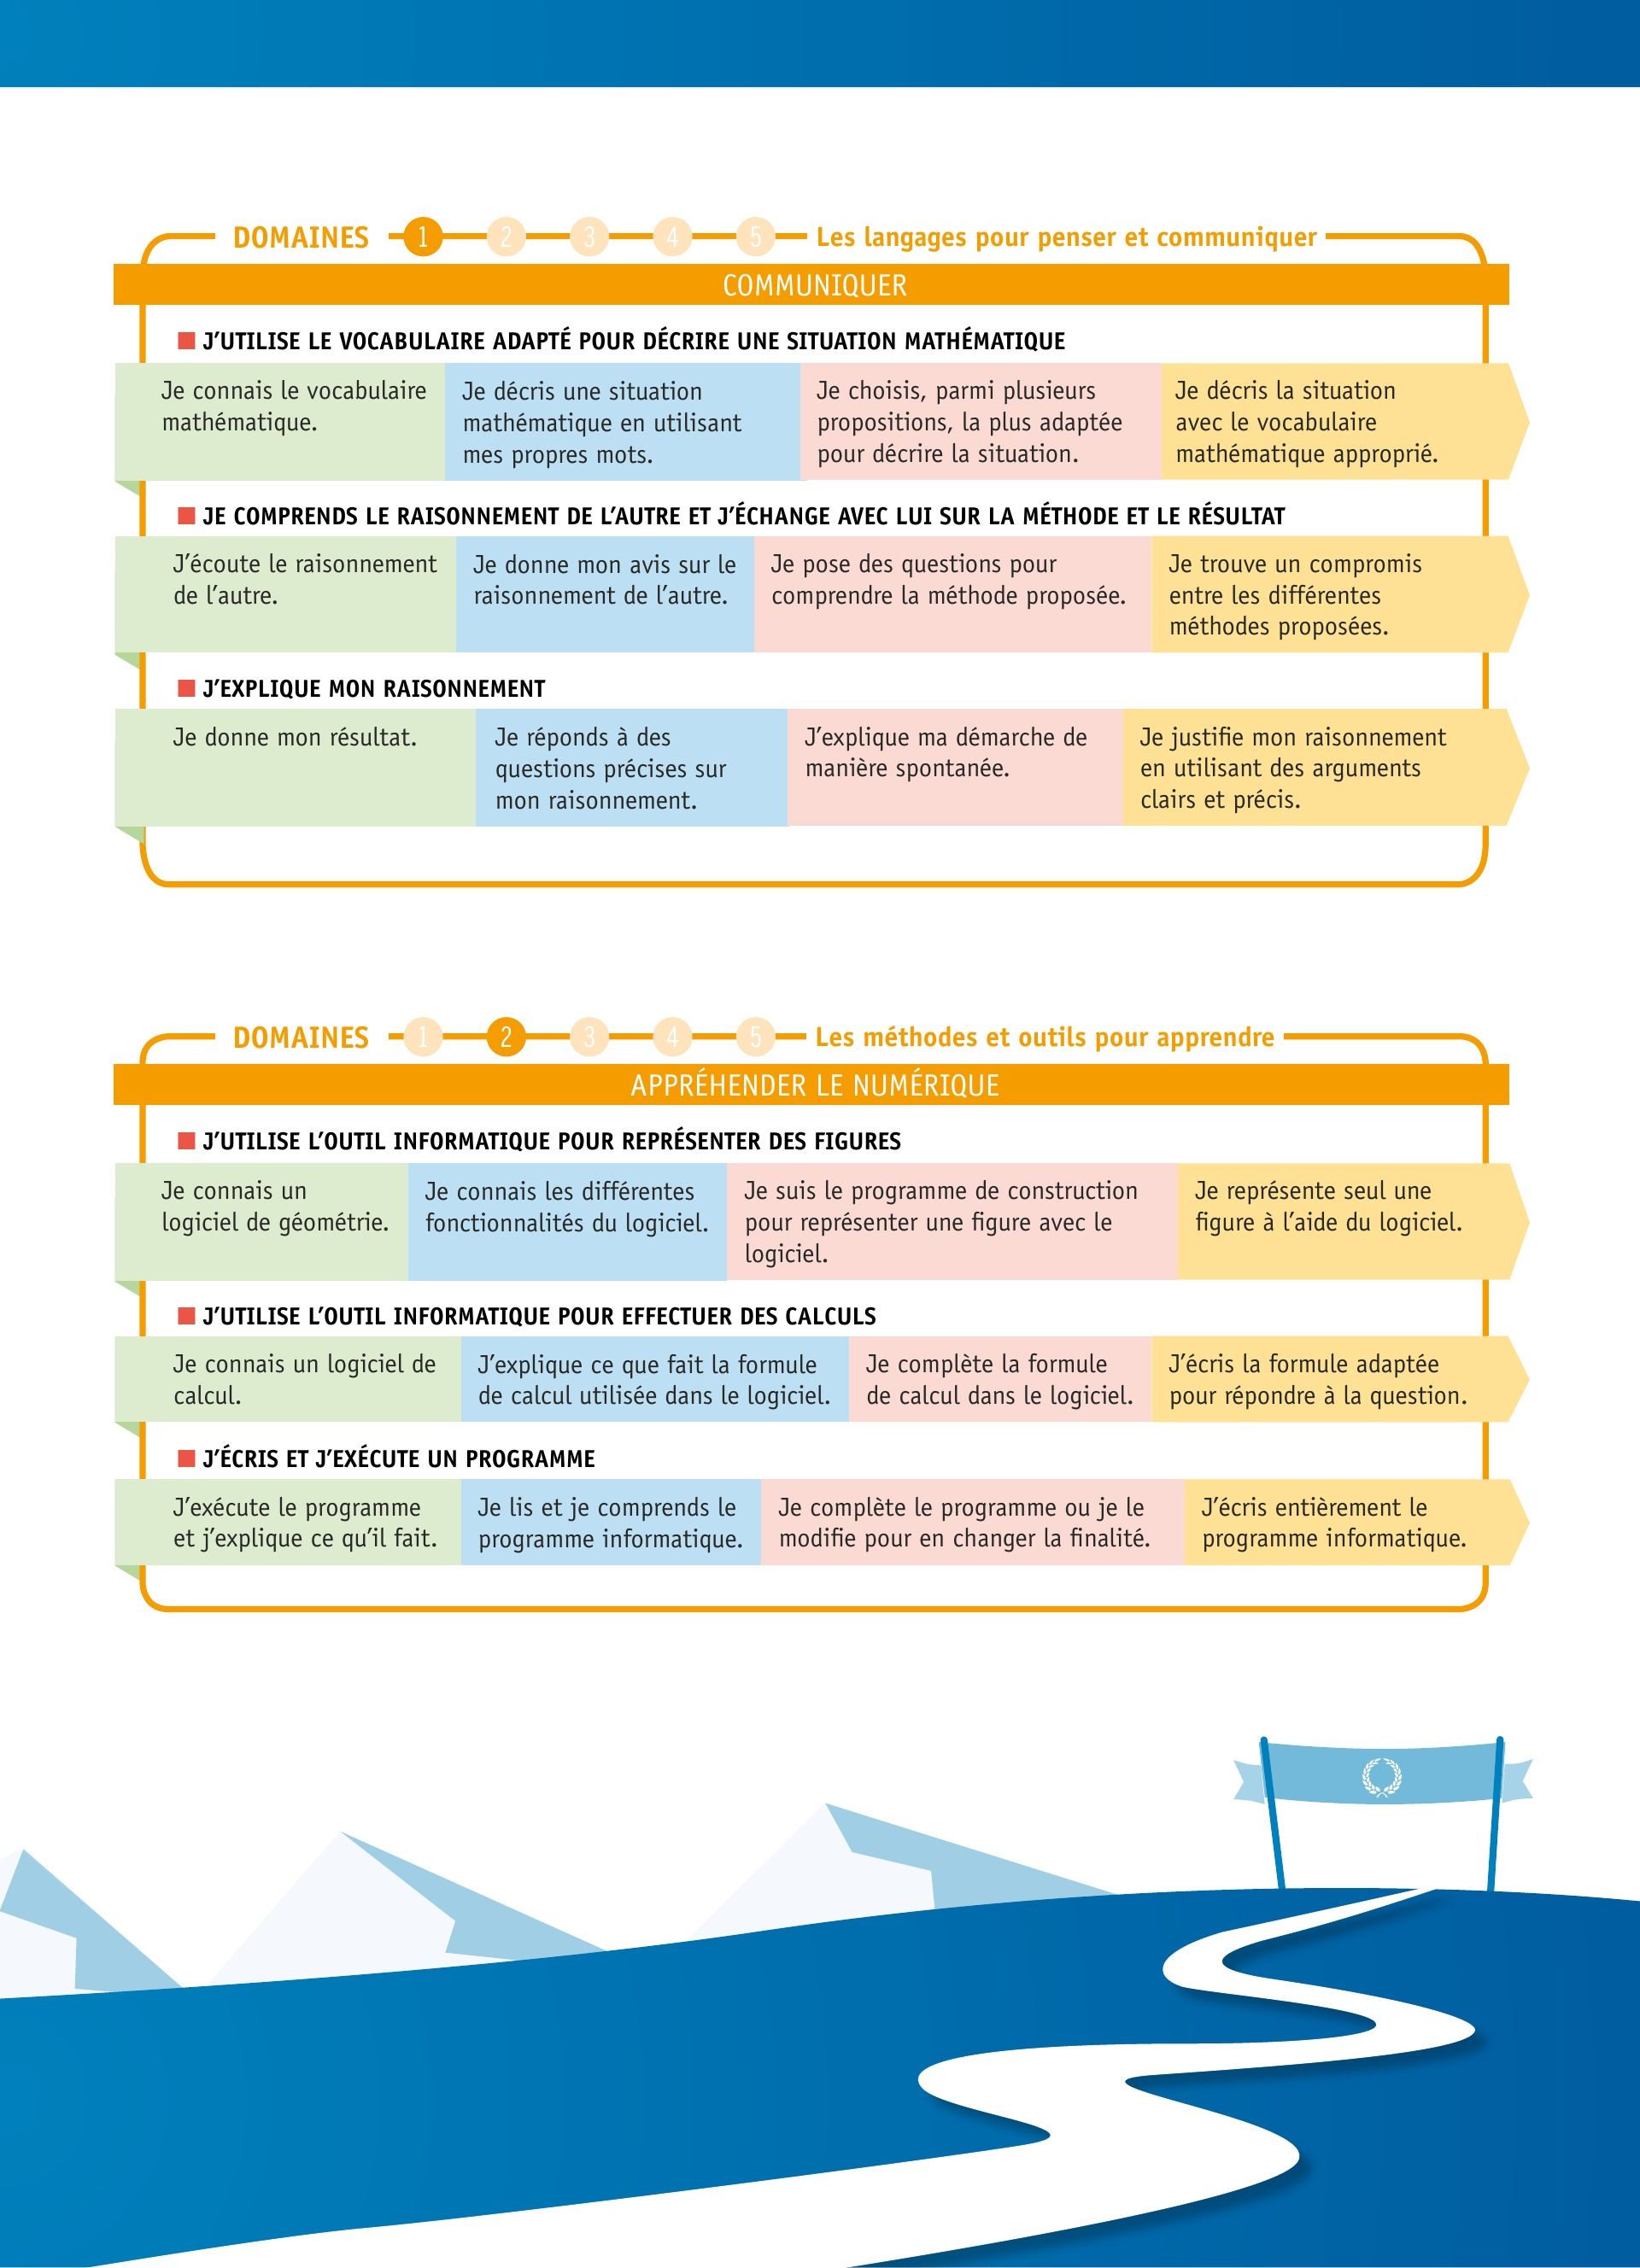 DOMAINES 1 2 3 4 5 Les langages pour penser et communiquer
COMMUNIQUER
J’UTILISE LE VOCABULAIRE ADAPTÉ POUR DÉCRIRE UNE SITUATION MATHÉMATIQUE
Je connais le vocabulaire
mathématique.
Je décris une situation
mathématique en utilisant
mes propres mots.
Je choisis, parmi plusieurs
propositions, la plus adaptée
pour décrire la situation.
Je décris la situation
avec le vocabulaire
mathématique approprié.
JE COMPRENDS LE RAISONNEMENT DE L’AUTRE ET J’ÉCHANGE AVEC LUI SUR LA MÉTHODE ET LE RÉSULTAT
J’écoute le raisonnement
de l’autre.
Je donne mon avis sur le
raisonnement de l’autre.
Je pose des questions pour
comprendre la méthode proposée.
Je trouve un compromis
entre les différentes
méthodes proposées.
J’EXPLIQUE MON RAISONNEMENT
Je donne mon résultat.
Je réponds à des
questions précises sur
mon raisonnement.
J’explique ma démarche de
manière spontanée.
Je justifie mon raisonnement
en utilisant des arguments
clairs et précis.
DOMAINES 1 2 3 4 5 Les méthodes et outils pour apprendre
APPRÉHENDER LE NUMÉRIQUE
J’UTILISE L’OUTIL INFORMATIQUE POUR REPRÉSENTER DES FIGURES
Je connais un
logiciel de géométrie.
Je connais les différentes
fonctionnalités du logiciel.
Je suis le programme de construction
pour représenter une figure avec le
logiciel.
Je représente seul une
figure à l’aide du logiciel.
J’UTILISE L’OUTIL INFORMATIQUE POUR EFFECTUER DES CALCULS
Je connais un logiciel de
calcul.
J’explique ce que fait la formule
de calcul utilisée dans le logiciel.
Je complète la formule
de calcul dans le logiciel.
J’écris la formule adaptée
pour répondre à la question.
J’ÉCRIS ET J’EXÉCUTE UN PROGRAMME
J’exécute le programme
et j’explique ce qu’il fait.
Je lis et je comprends le
programme informatique.
Je complète le programme ou je le
modifie pour en changer la finalité.
J’écris entièrement le
programme informatique.